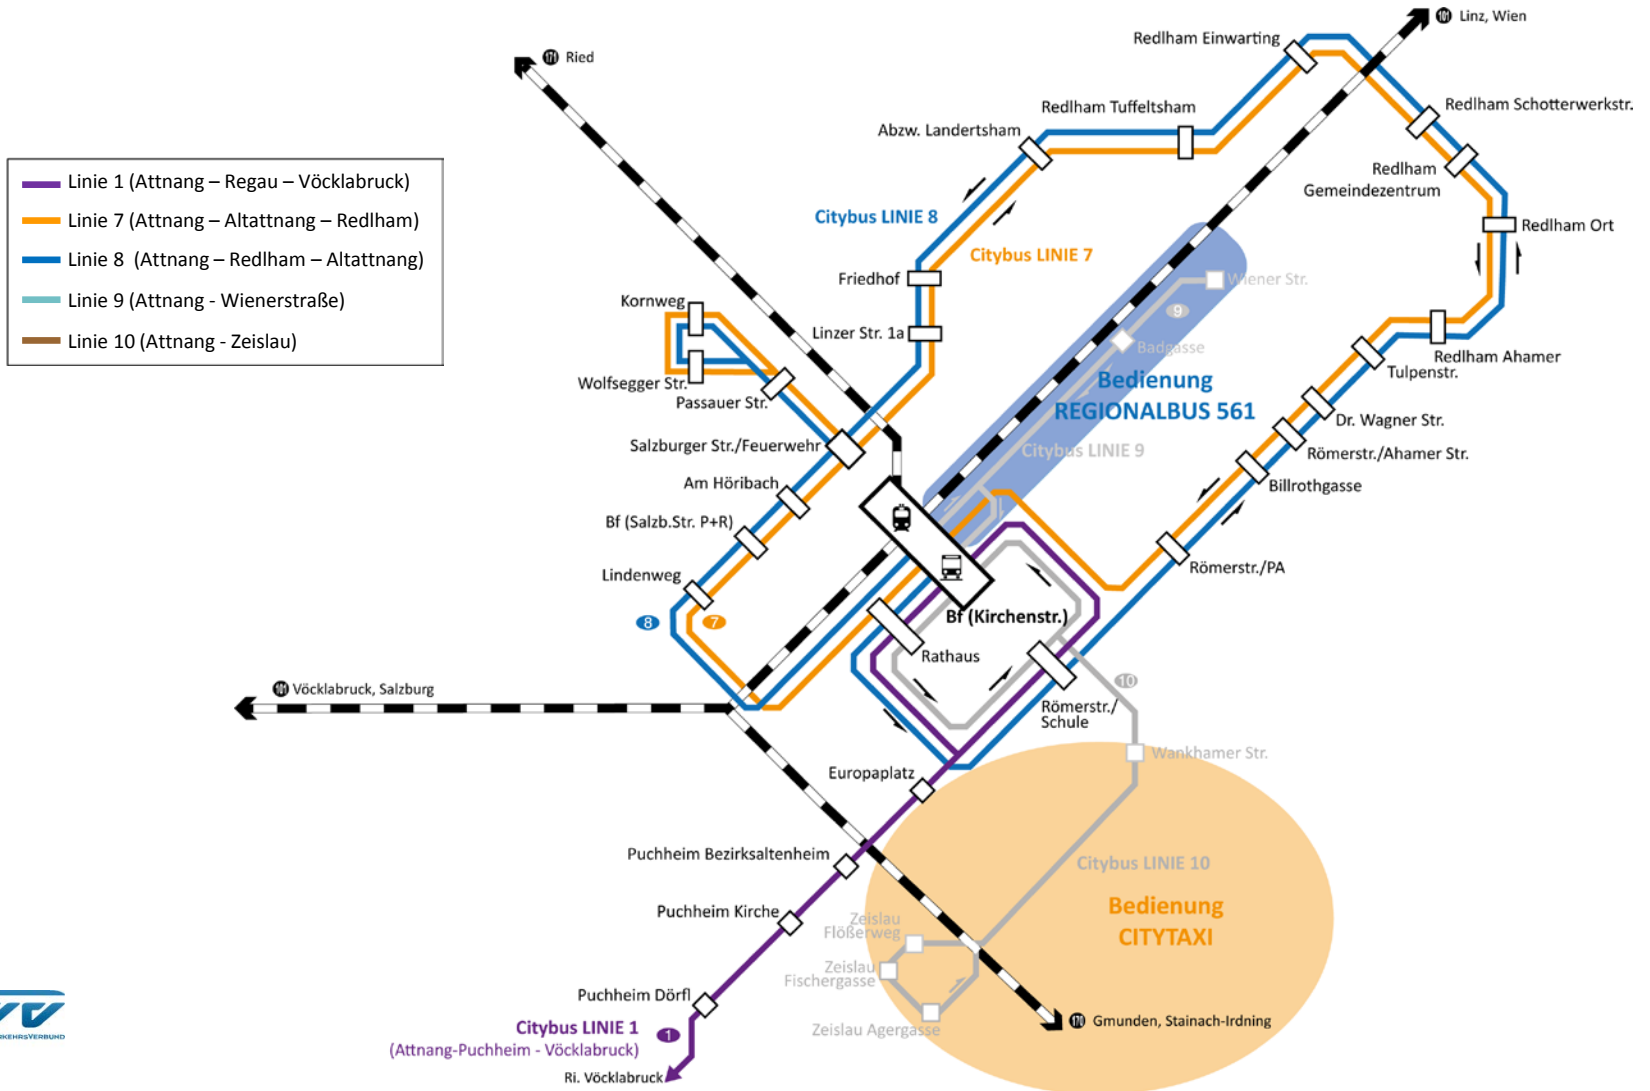 101 Linz, Wien
Redlham Einwarting
171 Ried
Redlham Tuffeltsham
Redlham Schotterwerkstr.
Abzw. Landertsham
Linie 1 (Attnang – Regau – Vöcklabruck)
Linie 7 (Attnang – Altattnang – Redlham)
Linie 8 (Attnang – Redlham – Altattnang)
Linie 9 (Attnang - Wienerstraße)
Linie 10 (Attnang - Zeislau)
Redlham
Gemeindezentrum
Citybus LINIE 8
Redlham Ort
Citybus LINIE 7
Friedhof
Wiener Str.
Kornweg
9
Linzer Str. 1a
Badgasse
Redlham Ahamer
Tulpenstr.
Wolfsegger Str.
Bedienung
REGIONALBUS 561
Passauer Str.
Dr. Wagner Str.
Salzburger Str./Feuerwehr
Citybus LINIE 9
Römerstr./Ahamer Str.
Am Höribach
Billrothgasse
Bf (Salzb.Str. P+R)
Römerstr./PA
Lindenweg
8
7
Bf (Kirchenstr.)
Rathaus
10
101 Vöcklabruck, Salzburg
Römerstr./
Schule
Wankhamer Str.
Europaplatz
Puchheim Bezirksaltenheim
Citybus LINIE 10
Puchheim Kirche
Bedienung
CITYTAXI
Zeislau
Flößerweg
Zeislau
Fischergasse
Puchheim Dörfl
Zeislau Agergasse
170 Gmunden, Stainach-Irdning
Citybus LINIE 1
1
(Attnang-Puchheim - Vöcklabruck)
Ri. Vöcklabruck